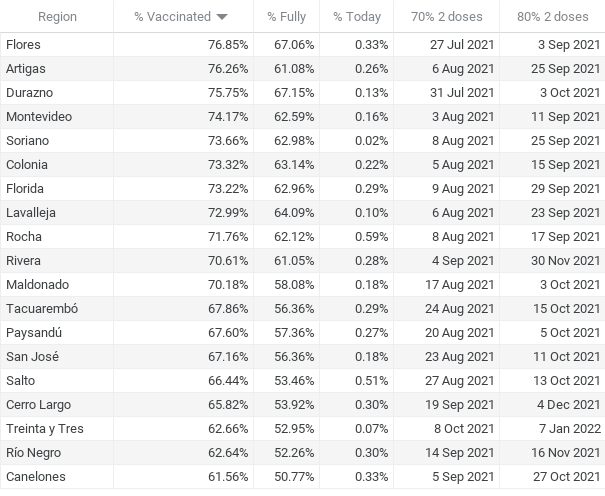 Region % Vaccinated % Fully % Today 70% 2 doses 80% 2 doses
Flores 76.85% 67.06% 0.33% 27 Jul 2021 3 Sep 2021
Artigas 76.26% 61.08% 0.26% 6 Aug 2021 25 Sep 2021
Durazno 75.75% 67.15% 0.13% 31 Jul 2021 3 Oct 2021
Montevideo 74.17% 62.59% 0.16% 3 Aug 2021 11 Sep 2021
Soriano 73.66% 62.98% 0.02% 8 Aug 2021 25 Sep 2021
Colonia 73.32% 63.14% 0.22% 5 Aug 2021 15 Sep 2021
Florida 73.22% 62.96% 0.29% 9 Aug 2021 29 Sep 2021
Lavalleja 72.99% 64.09% 0.10% 6 Aug 2021 23 Sep 2021
Rocha 71.76% 62.12% 0.59% 8 Aug 2021 17 Sep 2021
Rivera 70.61% 61.05% 0.28% 4 Sep 2021 30 Nov 2021
Maldonado 70.18% 58.08% 0.18% 17 Aug 2021 3 Oct 2021
Tacuarembó 67.86% 56.36% 0.29% 24 Aug 2021 15 Oct 2021
Paysandú 67.60% 57.36% 0.27% 20 Aug 2021 5 Oct 2021
San José 67.16% 56.36% 0.18% 23 Aug 2021 11 Oct 2021
Salto 66.44% 53.46% 0.51% 27 Aug 2021 13 Oct 2021
Cerro Largo 65.82% 53.92% 0.30% 19 Sep 2021 4 Dec 2021
Treinta y Tres 62.66% 52.95% 0.07% 8 Oct 2021 7 Jan 2022
Río Negro 62.64% 52.26% 0.30% 14 Sep 2021 16 Nov 2021
Canelones 61.56% 50.77% 0.33% 5 Sep 2021 27 Oct 2021